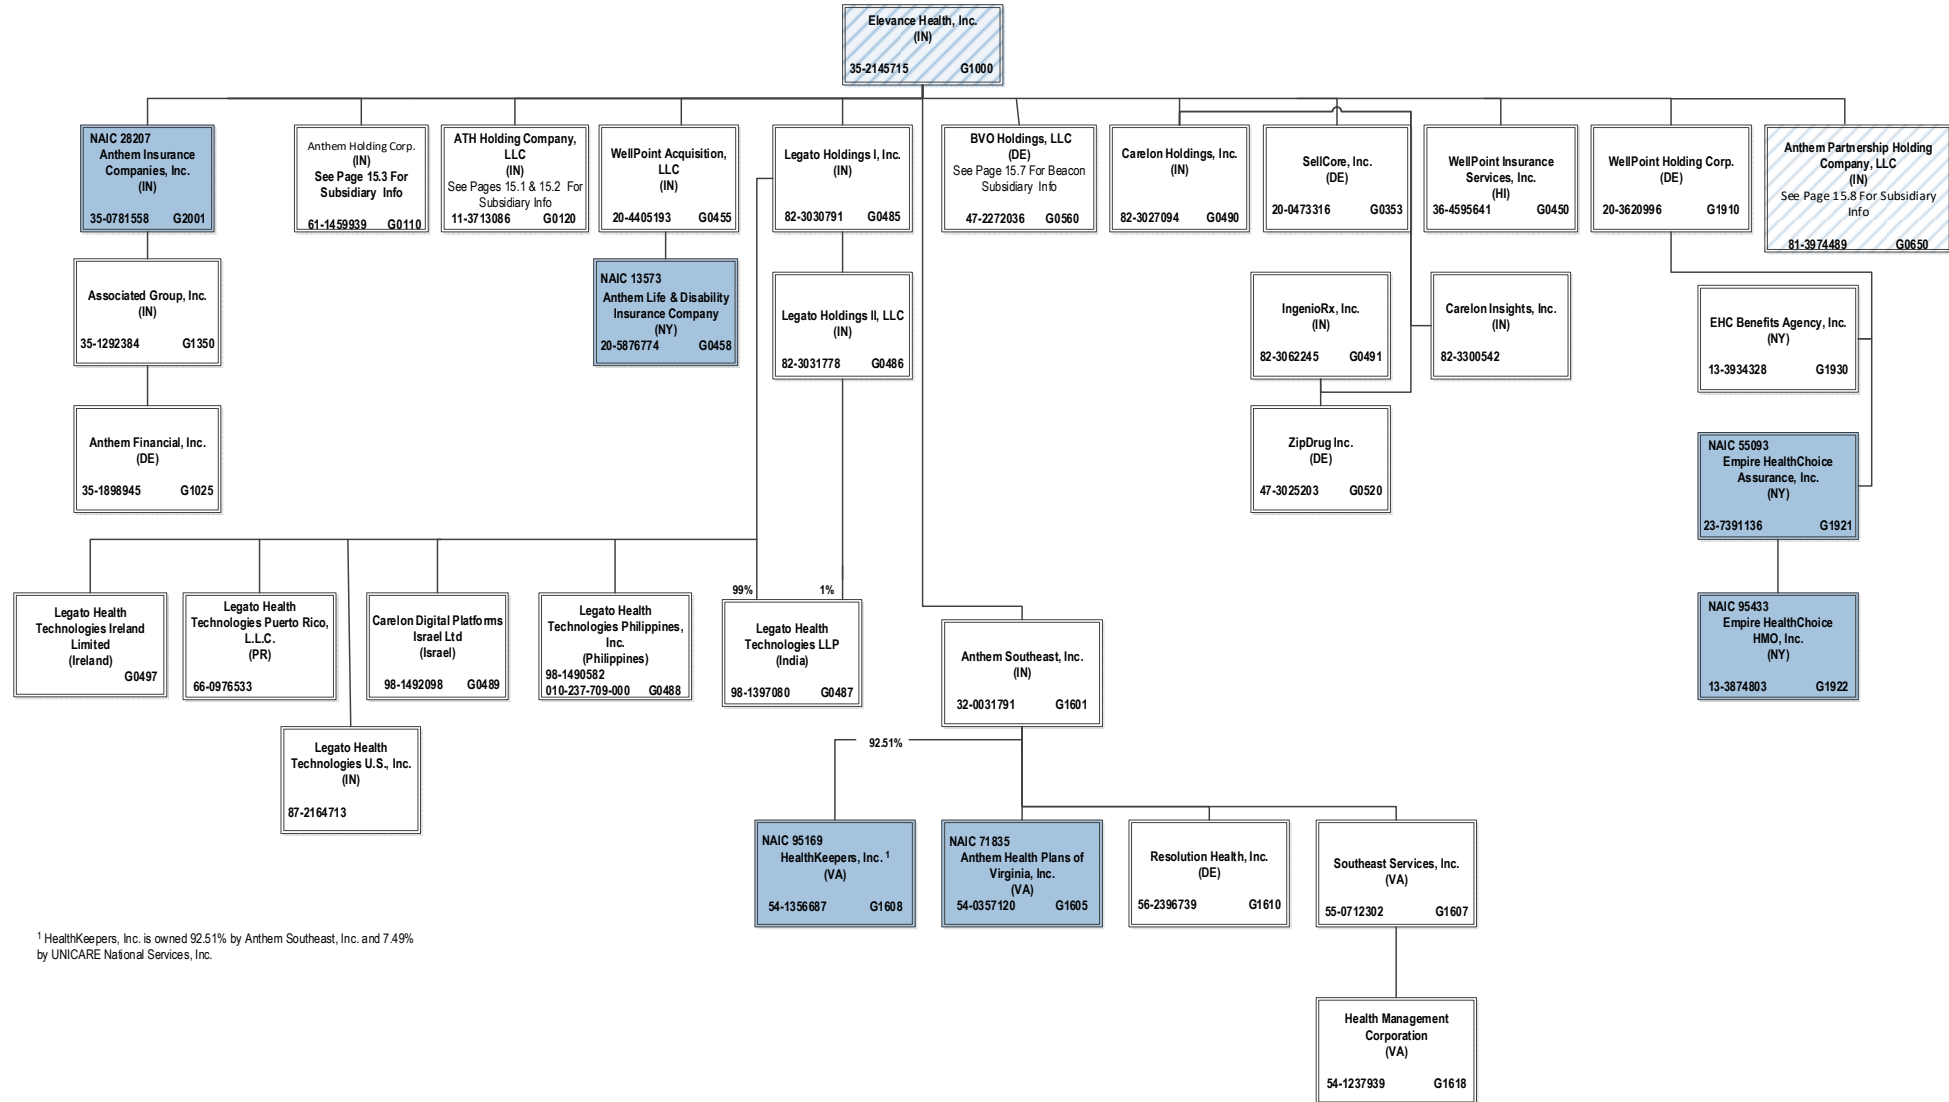 Elevance Health, Inc.
(IN)
35-2145715 G1000
NAIC 28207
Anthem Insurance
Companies, Inc.
(IN)
35-0781558 G2001
Anthem Holding Corp.
(IN)
See Page 15.3 For
Subsidiary Info
61-1459939 G0110
ATH Holding Company,
LLC
(IN)
See Pages 15.1 & 15.2 For
Subsidiary Info
11-3713086 G0120
WellPoint Acquisition,
LLC
(IN)
20-4405193 G0455
Legato Holdings I, Inc.
(IN)
82-3030791 G0485
BVO Holdings, LLC
(DE)
See Page 15.7 For Beacon
Subsidiary Info
47-2272036 G0560
Carelon Holdings, Inc.
(IN)
82-3027094 G0490
SellCore, Inc.
(DE)
20-0473316 G0353
WellPoint Insurance
Services, Inc.
(HI)
36-4595641 G0450
WellPoint Holding Corp.
(DE)
20-3620996 G1910
Anthem Partnership Holding
Company, LLC
(IN)
See Page 15.8 For Subsidiary
Info
81-3974489 G0650
Associated Group, Inc.
(IN)
35-1292384 G1350
NAIC 13573
Anthem Life & Disability
Insurance Company
(NY)
20-5876774 G0458
Legato Holdings II, LLC
(IN)
82-3031778 G0486
IngenioRx, Inc.
(IN)
82-3062245 G0491
Carelon Insights, Inc.
(IN)
82-3300542
EHC Benefits Agency, Inc.
(NY)
13-3934328 G1930
Anthem Financial, Inc.
(DE)
35-1898945 G1025
ZipDrug Inc.
(DE)
47-3025203 G0520
NAIC 55093
Empire HealthChoice
Assurance, Inc.
(NY)
23-7391136 G1921
99% 1%
Legato Health
Technologies Ireland
Limited
(Ireland)
G0497
Legato Health
Technologies Puerto Rico,
L.L.C.
(PR)
66-0976533
Carelon Digital Platforms
Israel Ltd
(Israel)
98-1492098 G0489
Legato Health
Technologies Philippines,
Inc.
(Philippines)
98-1490582
010-237-709-000 G0488
Legato Health
Technologies LLP
(India)
98-1397080 G0487
Anthem Southeast, Inc.
(IN)
32-0031791 G1601
NAIC 95433
Empire HealthChoice
HMO, Inc.
(NY)
13-3874803 G1922
Legato Health
Technologies U.S., Inc.
(IN)
87-2164713
92.51%
NAIC 95169
HealthKeepers, Inc. 1
(VA)
54-1356687 G1608
NAIC 71835
Anthem Health Plans of
Virginia, Inc.
(VA)
54-0357120 G1605
Resolution Health, Inc.
(DE)
56-2396739 G1610
Southeast Services, Inc.
(VA)
55-0712302 G1607
1 HealthKeepers, Inc. is owned 92.51% by Anthem Southeast, Inc. and 7.49%
by UNICARE National Services, Inc.
Health Management
Corporation
(VA)
54-1237939 G1618